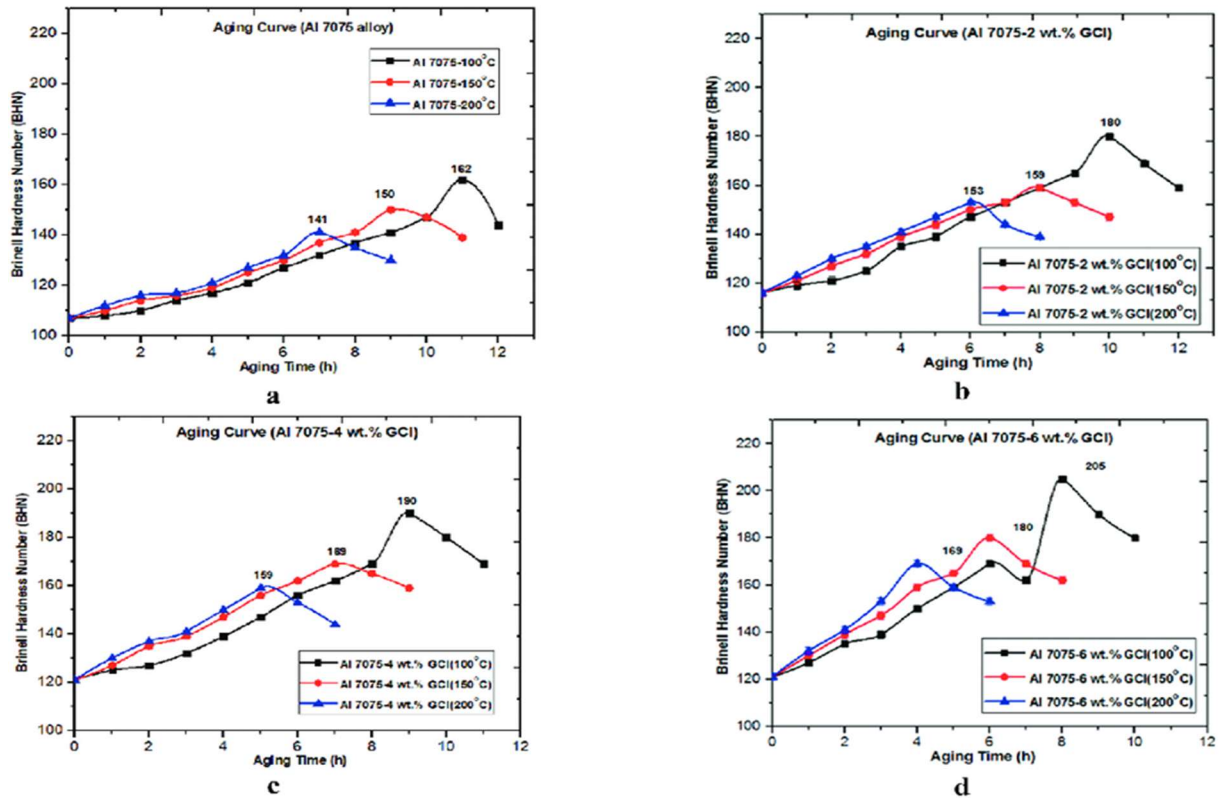 Aging Curve (Al 7075 alloy)
Al 7075-100°C
Al 7075-150°C
Al 7075-200°C
Brinell Hardness Number (BHN)
220
200
180
160
140
120
100
141
150
162
0 2 4 6 8 10 12
Aging Time (h)
a
Aging Curve (Al 7075-2 wt.% GCI)
Brinell Hardness Number (BHN)
220
200
180
160
140
120
100
153
159
180
Al 7075-2 wt.% GCI(100°C)
Al 7075-2 wt.% GCI(150°C)
Al 7075-2 wt.% GCI(200°C)
0 2 4 6 8 10 12
Aging Time (h)
b
Aging Curve (Al 7075-4 wt.% GCI)
Brinell Hardness Number (BHN)
220
200
180
160
140
120
100
159
169
190
Al 7075-4 wt.% GCI(100°C)
Al 7075-4 wt.% GCI(150°C)
Al 7075-4 wt.% GCI(200°C)
0 2 4 6 8 10 12
Aging Time (h)
c
Aging Curve (Al 7075-6 wt.% GCI)
Brinell Hardness Number (BHN)
220
200
180
160
140
120
100
169
180
205
Al 7075-6 wt.% GCI(100°C)
Al 7075-6 wt.% GCI(150°C)
Al 7075-6 wt.% GCI(200°C)
0 2 4 6 8 10 12
Aging Time (h)
d